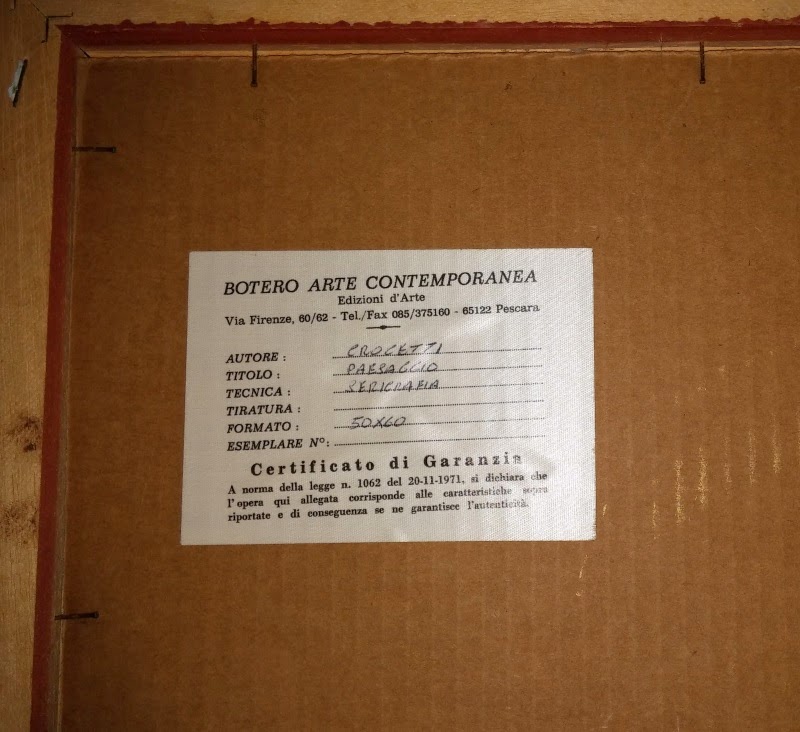 BOTERO ARTE CONTEMPORANEA
Edizioni d'Arte
Via Firenze, 60/62 - Tel./Fax 085/375160 - 65122 Pescara
AUTORE : CROCETTI
TITOLO : PAESAGGIO
TECNICA : SERIGRAFIA
TIRATURA :
FORMATO : 50X60
ESEMPLARE N°:
Certificato di Garanzia
A norma della legge n. 1062 del 20-11-1971, si dichiara che
l'opera qui allegata corrisponde alle caratteristiche sopra
riportate e di conseguenza se ne garantisce l'autenticità.